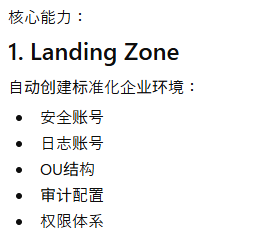 核心能力：
1. Landing Zone
自动创建标准化企业环境：
• 安全账号
• 日志账号
• OU结构
• 审计配置
• 权限体系